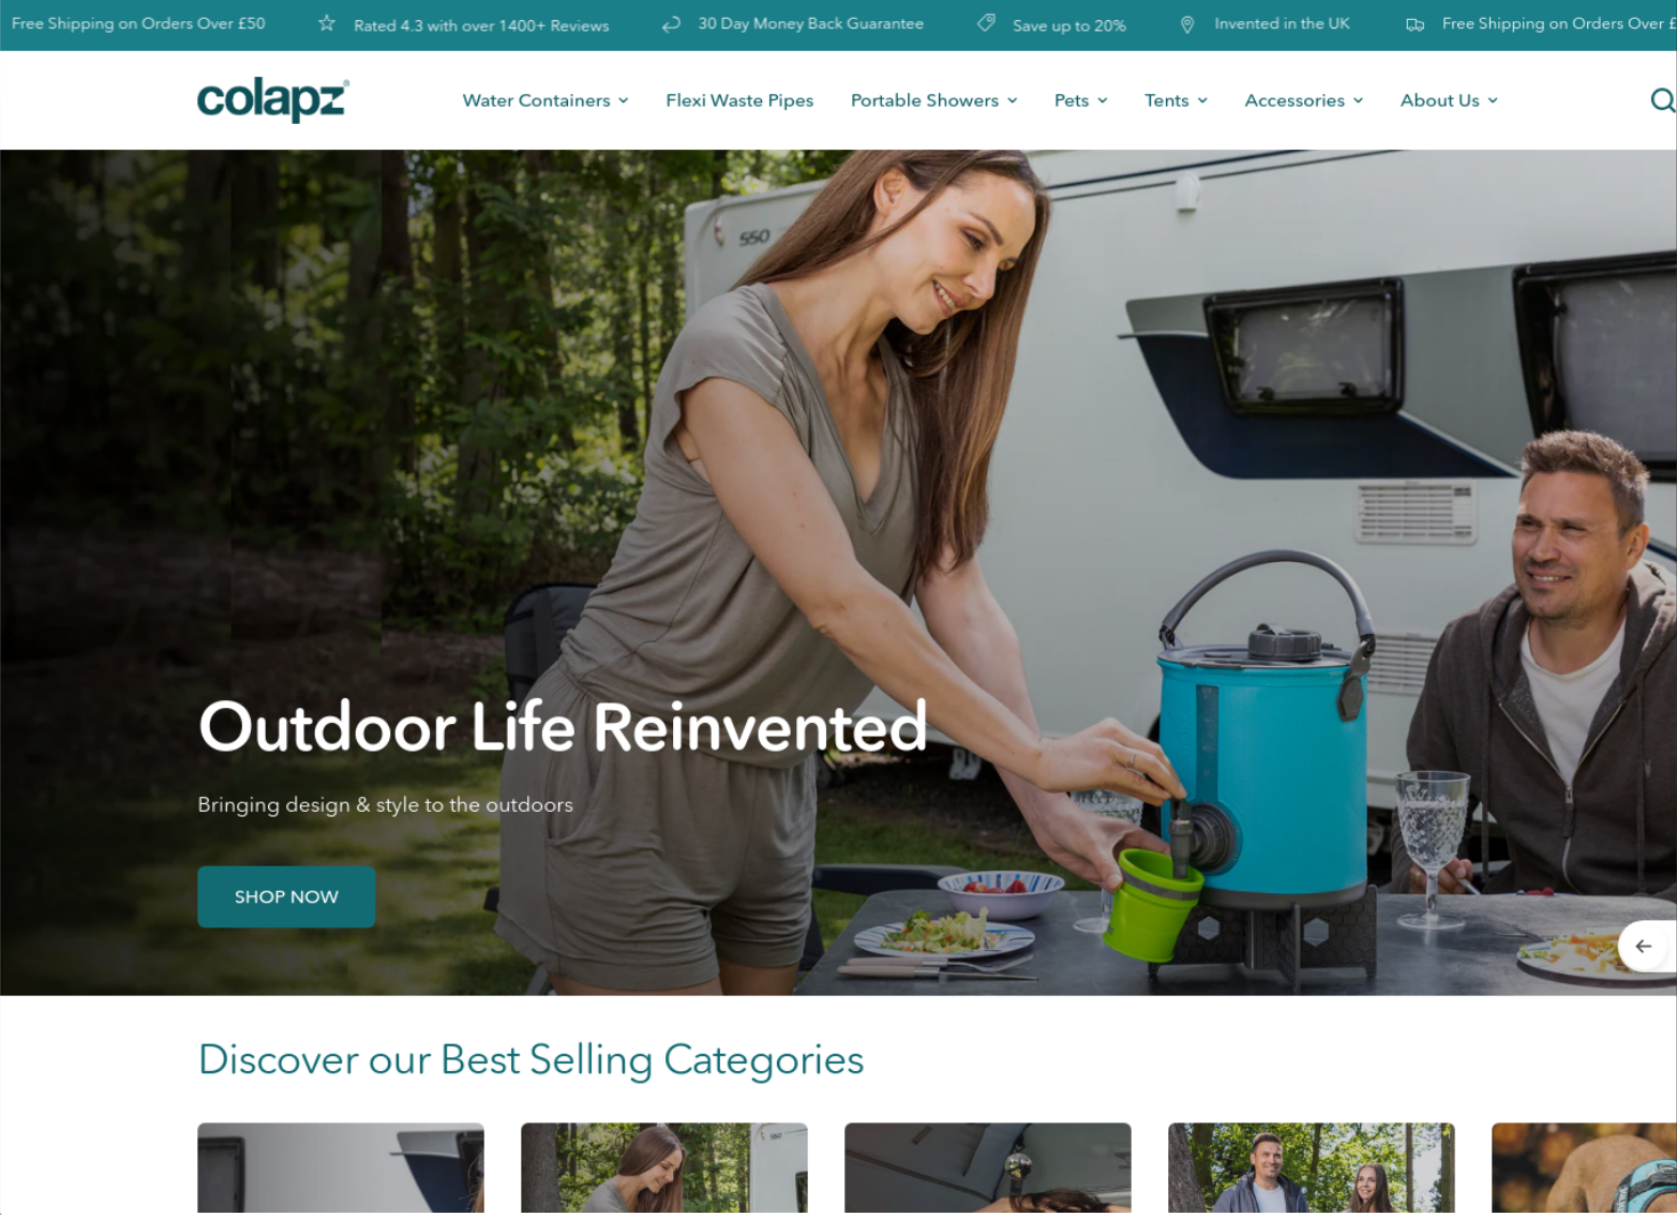 Free Shipping on Orders Over £50 Rated 4.3 with over 1400+ Reviews 30 Day Money Back Guarantee Save up to 20% Invented in the UK Free Shipping on Orders Over £
colapz®
Water Containers Flexi Waste Pipes Portable Showers Pets Tents Accessories About Us
550
Outdoor Life Reinvented
Bringing design & style to the outdoors
SHOP NOW
Discover our Best Selling Categories